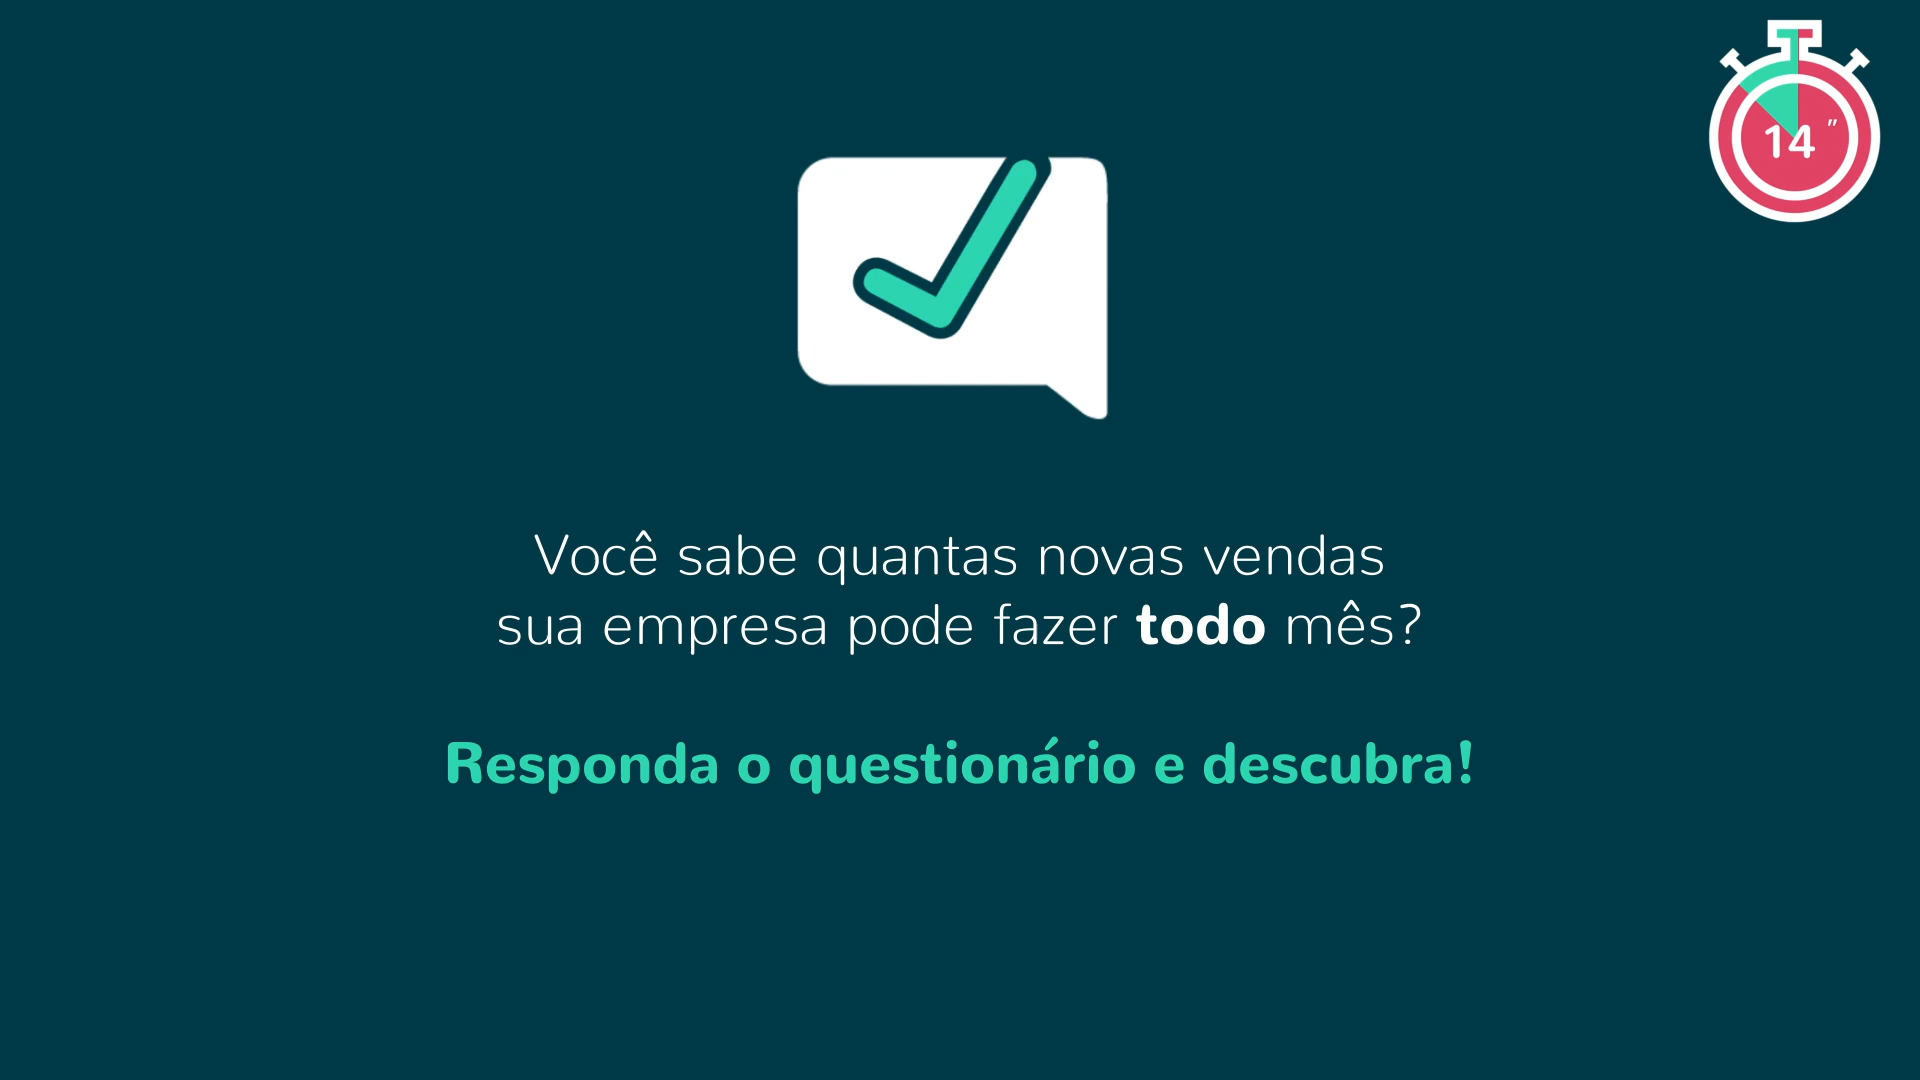 14"
Você sabe quantas novas vendas
sua empresa pode fazer todo mês?
Responda o questionário e descubra!